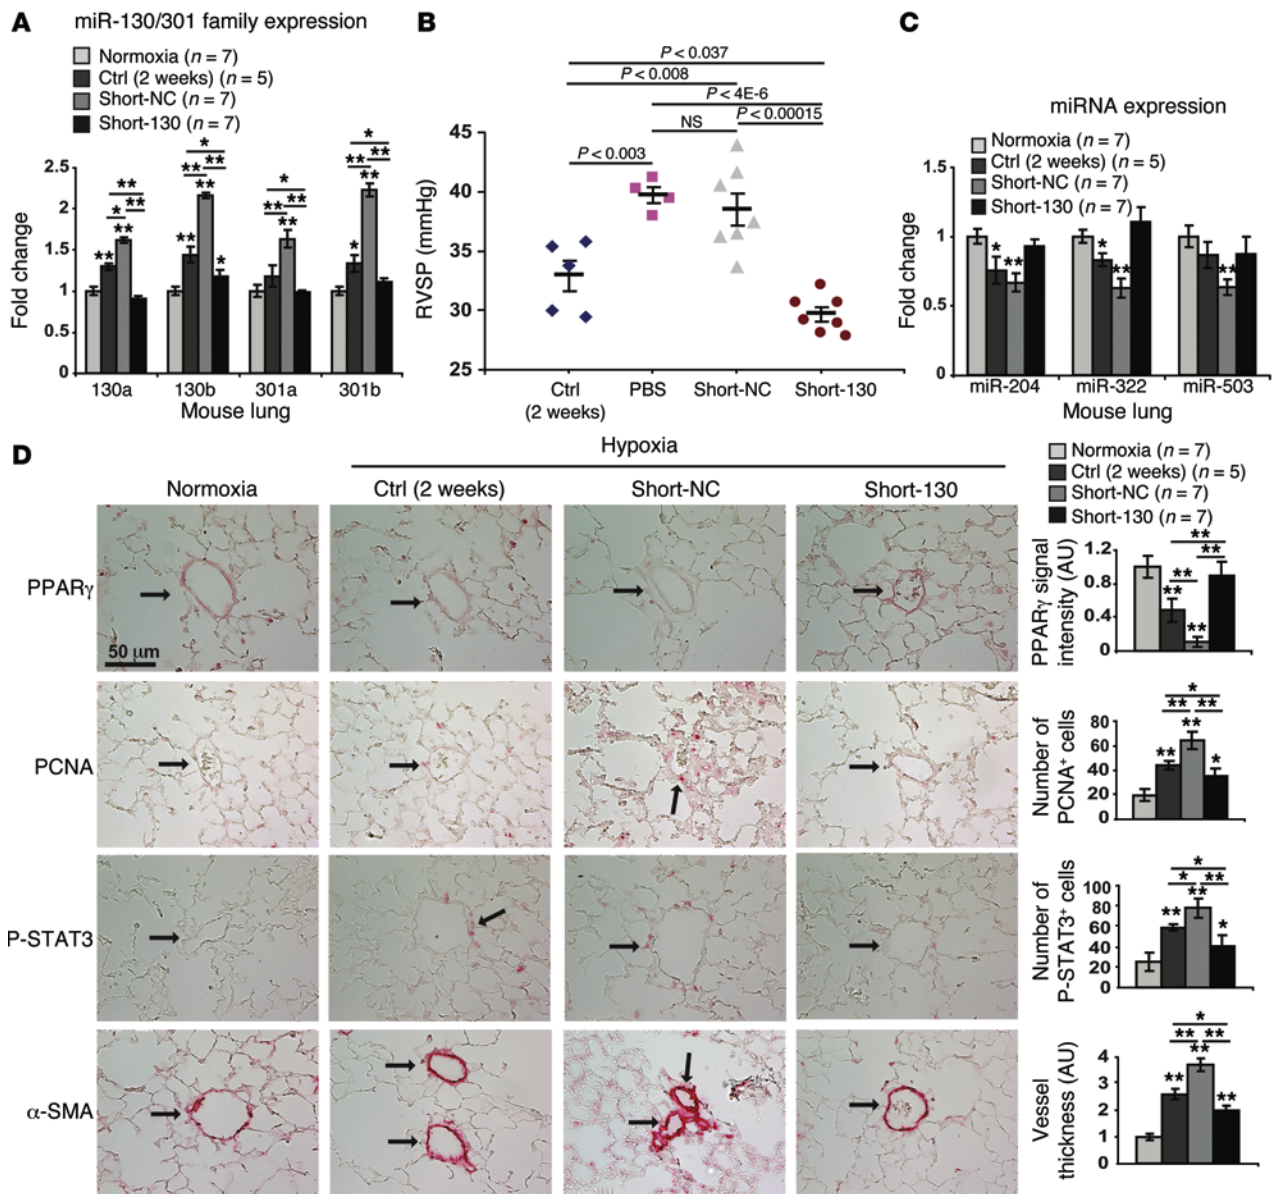 A
miR-130/301 family expression
Normoxia (n = 7)
Ctrl (2 weeks) (n = 5)
Short-NC (n = 7)
Short-130 (n = 7)
Fold change
2.5
2
1.5
1
0.5
0
** * ** ** **
** ** ** * ** ** *
** * ** **
* ** * ** **
130a 130b 301a 301b
Mouse lung
B
P < 0.037
P < 0.008
P < 4E-6
P < 0.00015
NS
P < 0.003
RVSP (mmHg)
45
40
35
30
25
Ctrl (2 weeks)
PBS
Short-NC
Short-130
C
miRNA expression
Normoxia (n = 7)
Ctrl (2 weeks) (n = 5)
Short-NC (n = 7)
Short-130 (n = 7)
Fold change
1.5
1
0.5
0
* ** * ** **
miR-204 miR-322 miR-503
Mouse lung
D
Hypoxia
Normoxia Ctrl (2 weeks) Short-NC Short-130
PPARγ
50 μm
PCNA
P-STAT3
α-SMA
Normoxia (n = 7)
Ctrl (2 weeks) (n = 5)
Short-NC (n = 7)
Short-130 (n = 7)
PPARγ signal
intensity (AU)
1.2
0.8
0.4
0
** ** ** ** **
Number of
PCNA+ cells
80
60
40
20
0
* ** ** ** ** *
Number of
P-STAT3+ cells
100
80
60
40
20
0
* * ** ** ** *
Vessel
thickness (AU)
4
3
2
1
0
* ** ** ** ** **